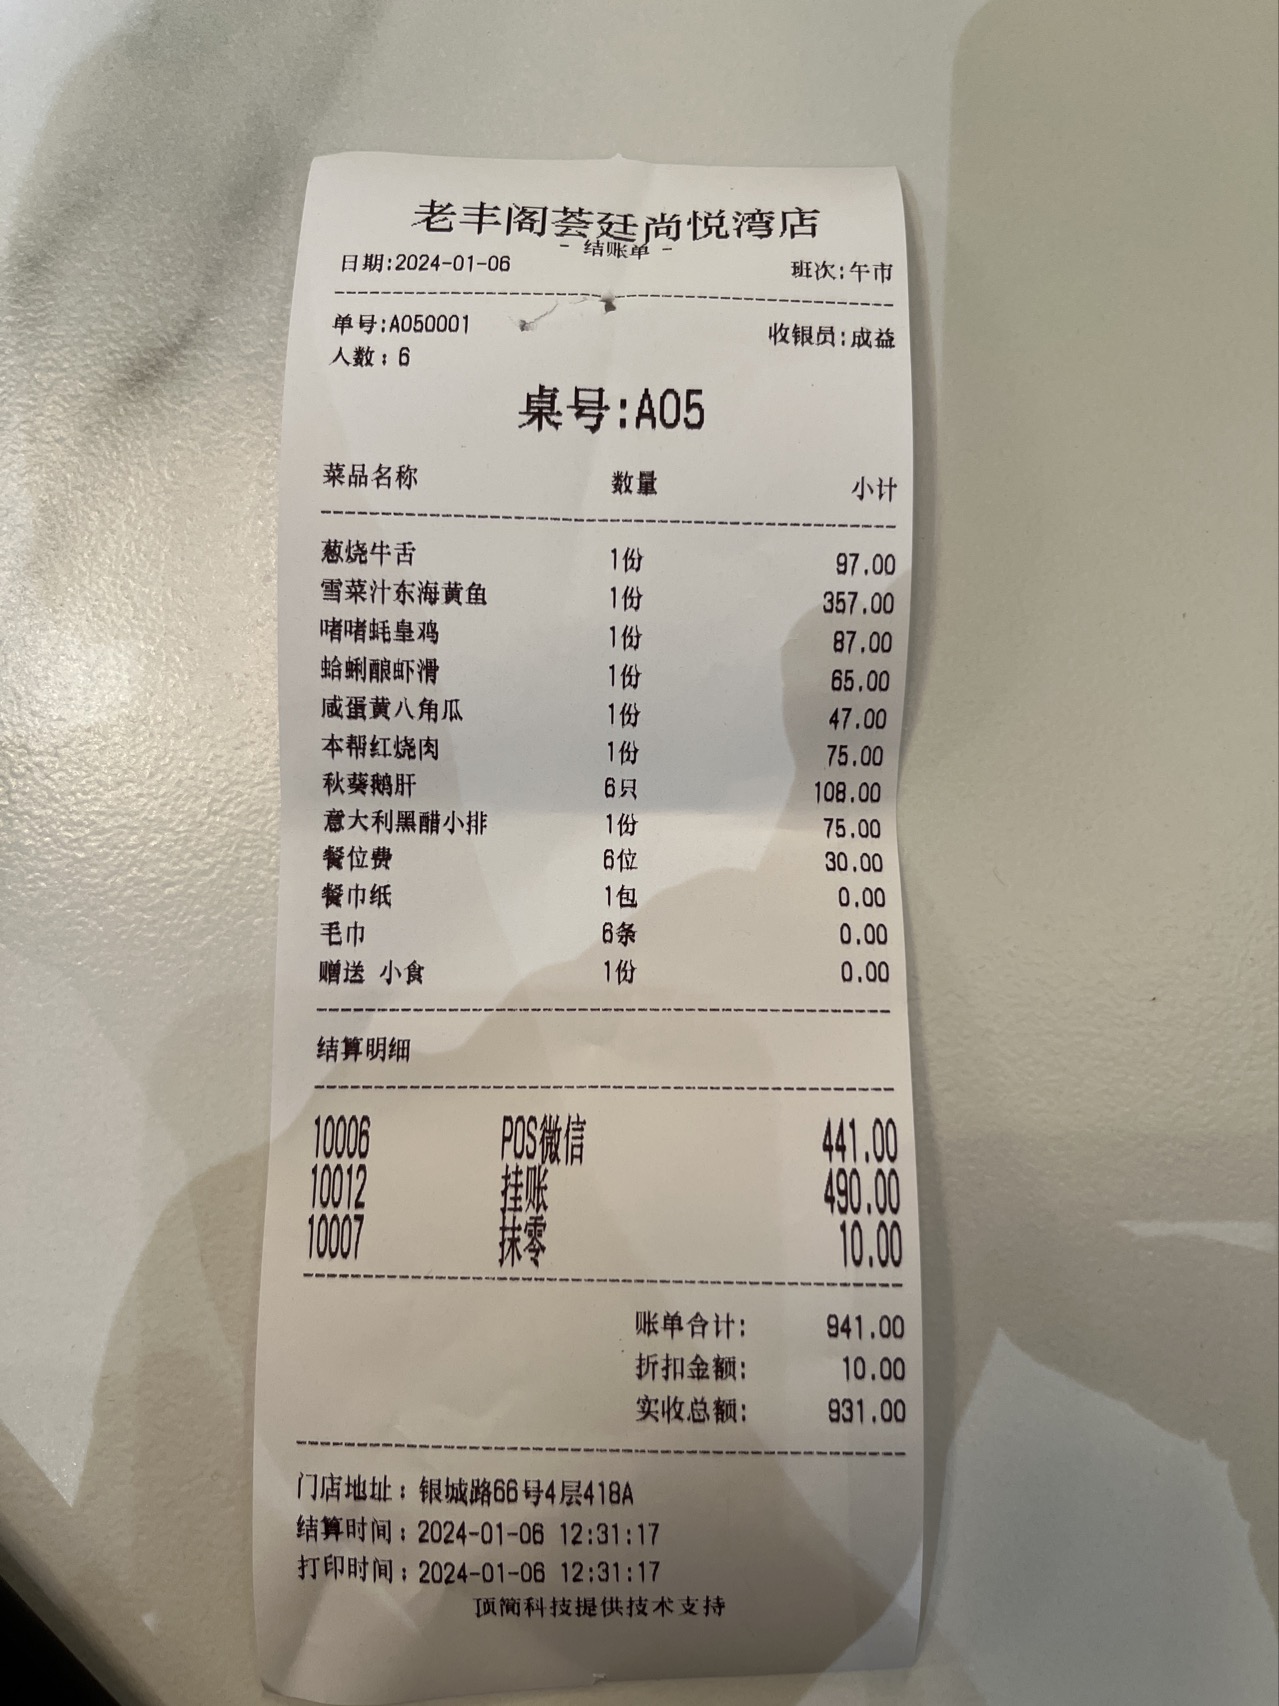 老丰阁荟廷尚悦湾店
- 结账单 -
日期:2024-01-06 班次:午市
单号:A050001 收银员:成益
人数:6
桌号:A05
菜品名称 数量 小计
葱烧牛舌 1份 97.00
雪菜汁东海黄鱼 1份 357.00
啫啫蚝皇鸡 1份 87.00
蛤蜊酿虾滑 1份 65.00
咸蛋黄八角瓜 1份 47.00
本帮红烧肉 1份 75.00
秋葵鹅肝 6只 108.00
意大利黑醋小排 1份 75.00
餐位费 6位 30.00
餐巾纸 1包 0.00
毛巾 6条 0.00
赠送 小食 1份 0.00
结算明细
10006 POS微信 441.00
10012 挂账 490.00
10007 抹零 10.00
账单合计: 941.00
折扣金额: 10.00
实收总额: 931.00
门店地址:银城路66号4层418A
结算时间:2024-01-06 12:31:17
打印时间:2024-01-06 12:31:17
顶简科技提供技术支持